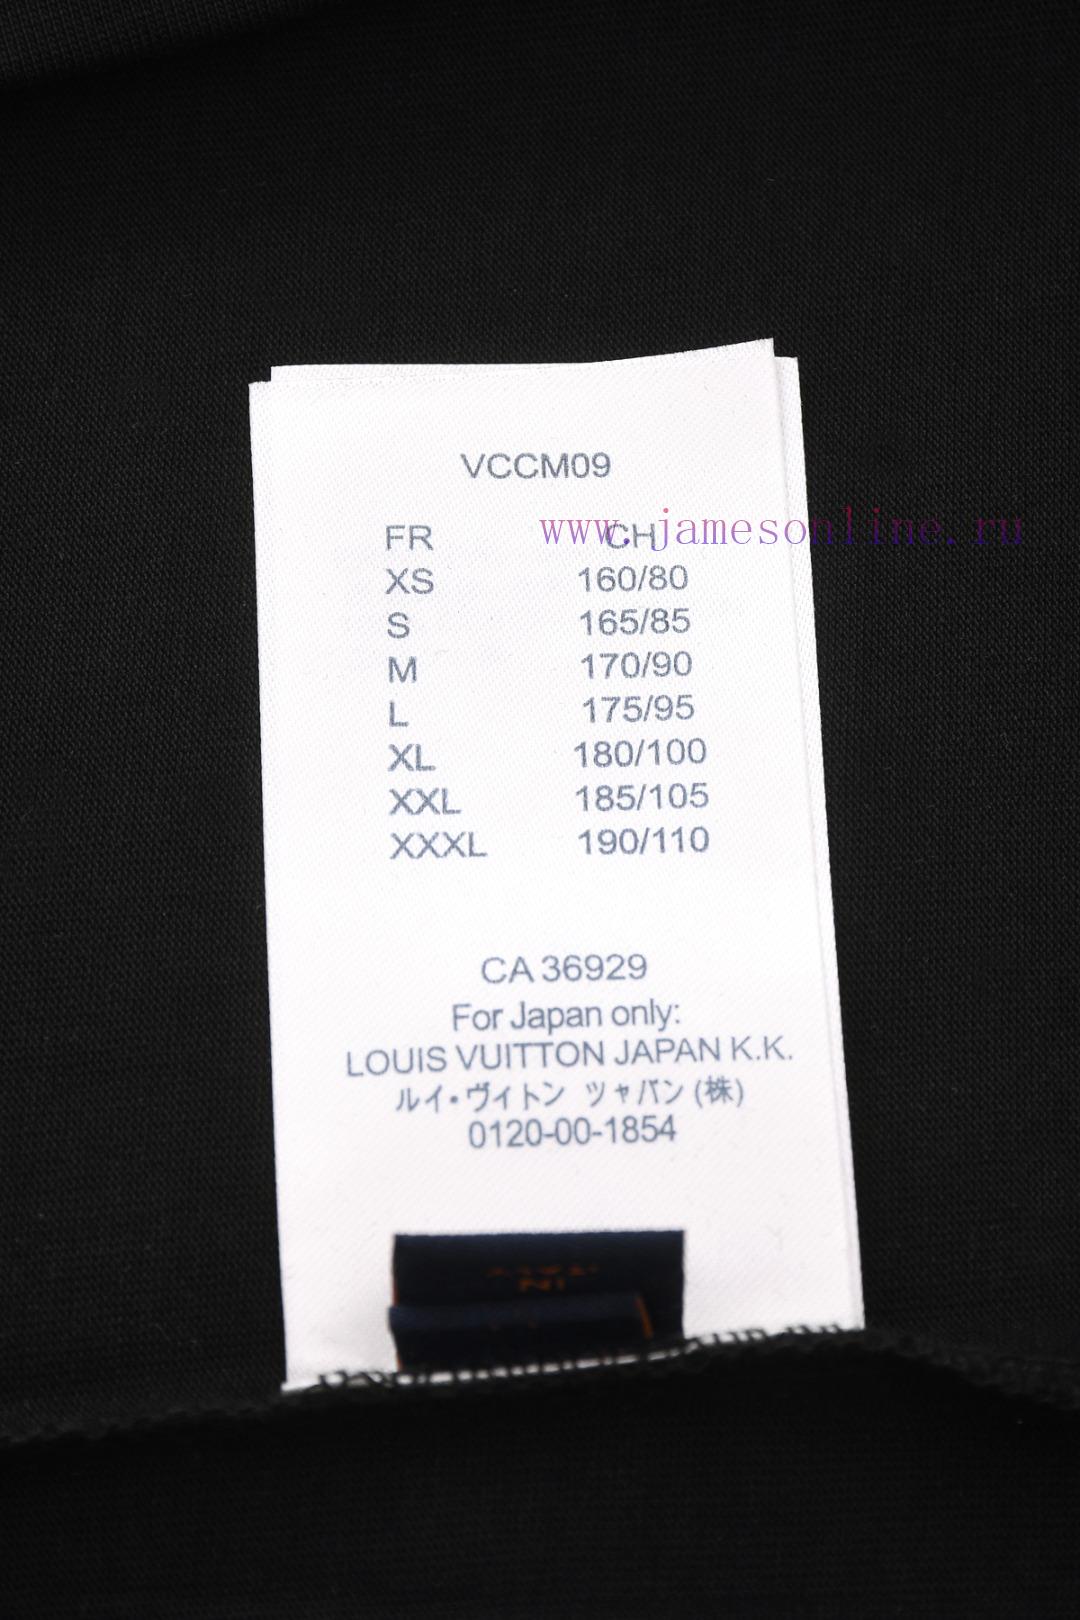 VCCM09
FR CH
www.jamesonline.ru
XS 160/80
S 165/85
M 170/90
L 175/95
XL 180/100
XXL 185/105
XXXL 190/110
CA 36929
For Japan only:
LOUIS VUITTON JAPAN K.K.
ルイ・ヴィトン ツャパン (株)
0120-00-1854